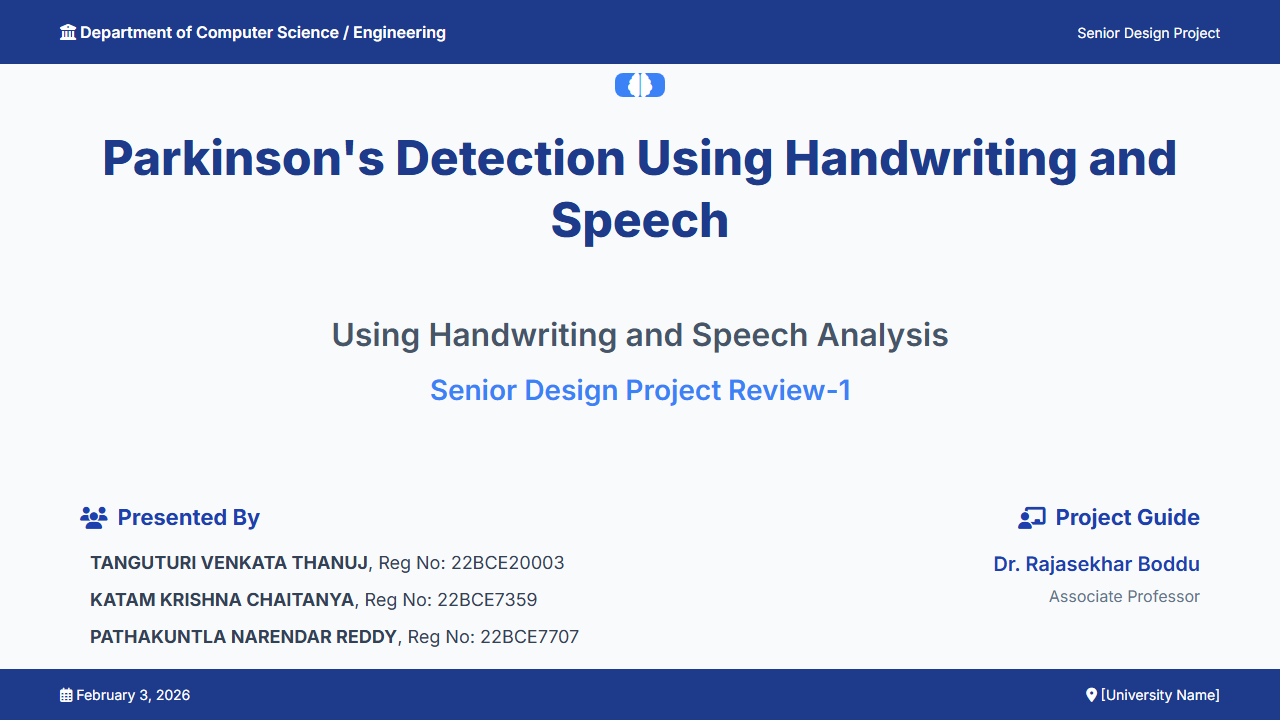 Department of Computer Science / Engineering
Senior Design Project
Parkinson's Detection Using Handwriting and
Speech
Using Handwriting and Speech Analysis
Senior Design Project Review-1
Presented By
TANGUTURI VENKATA THANUJ, Reg No: 22BCE20003
KATAM KRISHNA CHAITANYA, Reg No: 22BCE7359
PATHAKUNTLA NARENDAR REDDY, Reg No: 22BCE7707
Project Guide
Dr. Rajasekhar Boddu
Associate Professor
February 3, 2026
[University Name]